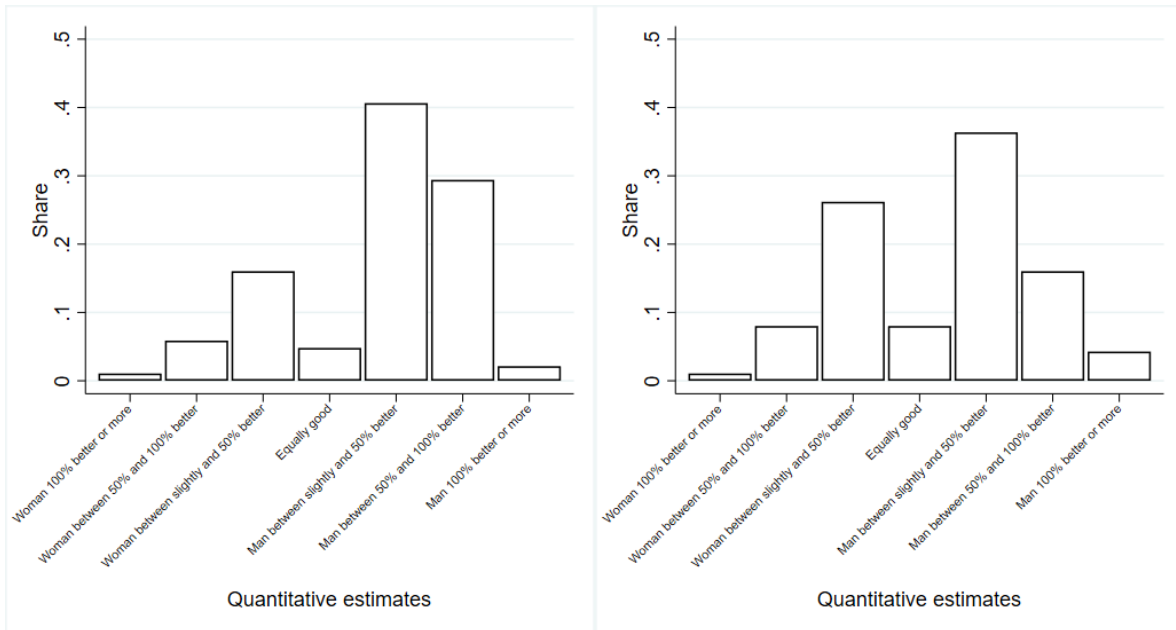 .5
.4
.3
.2
.1
0
Share
Woman 100% better or more
Woman between 50% and 100% better
Woman between slightly and 50% better
Equally good
Man between slightly and 50% better
Man between 50% and 100% better
Man 100% better or more
Quantitative estimates
.5
.4
.3
.2
.1
0
Share
Woman 100% better or more
Woman between 50% and 100% better
Woman between slightly and 50% better
Equally good
Man between slightly and 50% better
Man between 50% and 100% better
Man 100% better or more
Quantitative estimates